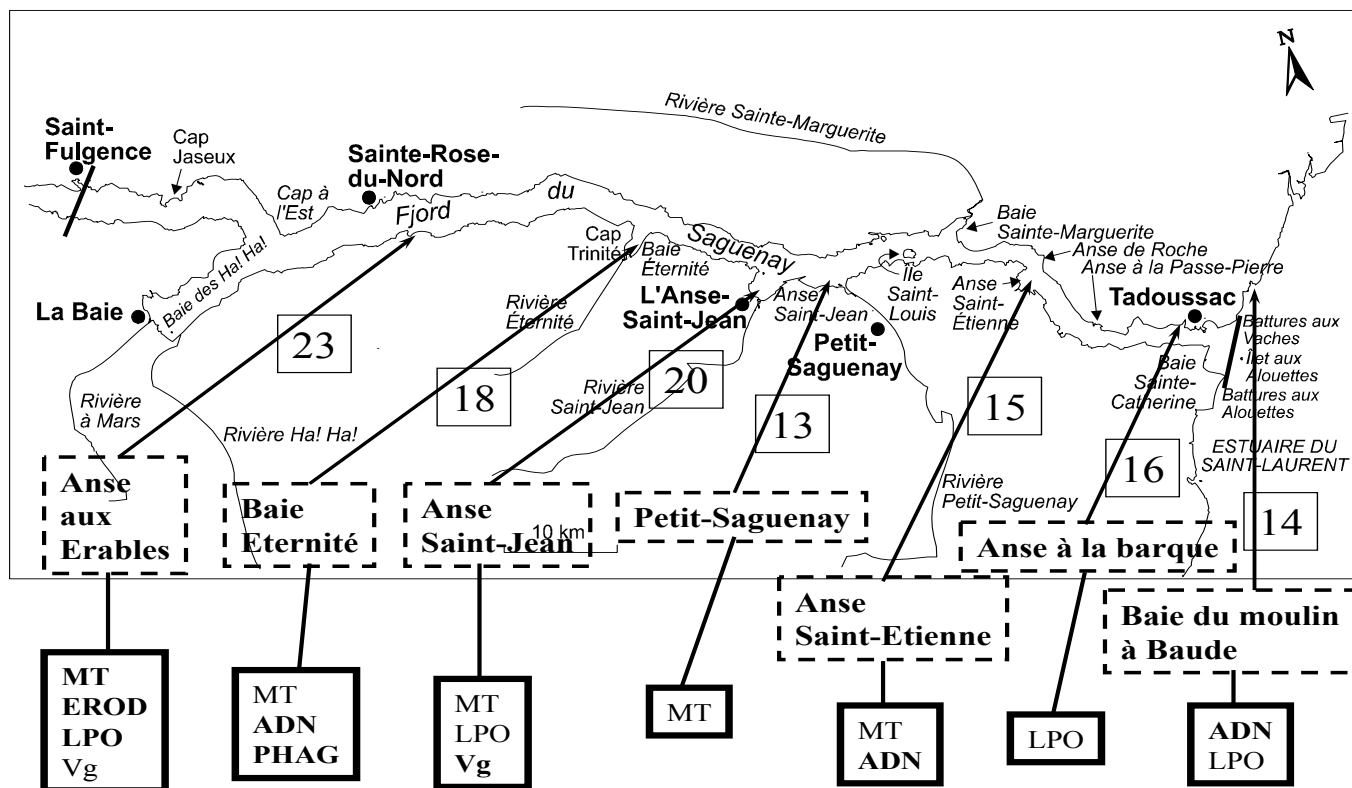 N
Rivière Sainte-Marguerite
Saint-
Fulgence
Cap
Jaseux
Sainte-Rose-
du-Nord
Cap à
l'Est
Fjord
du
Saguenay
Baie
Sainte-Marguerite
Anse de Roche
Anse à la Passe-Pierre
Cap
Trinité
Baie
Éternité
La Baie
Baie des Ha! Ha!
Rivière
Éternité
L'Anse-
Saint-Jean
Anse
Saint-Jean
Île
Saint-
Louis
Anse
Saint-
Étienne
Tadoussac
Petit-
Saguenay
Battures aux
Vaches
Îlet aux
Alouettes
Battures aux
Alouettes
Baie
Sainte-
Catherine
Rivière
à Mars
Rivière Ha! Ha!
Rivière
Saint-Jean
Rivière
Petit-Saguenay
ESTUAIRE DU
SAINT-LAURENT
10 km
23
18
20
13
15
16
14
Anse
aux
Erables
Baie
Eternité
Anse
Saint-Jean
Petit-Saguenay
Anse
Saint-Etienne
Anse à la barque
Baie du moulin
à Baude
MT
EROD
LPO
Vg
MT
ADN
PHAG
MT
LPO
Vg
MT
MT
ADN
LPO
ADN
LPO